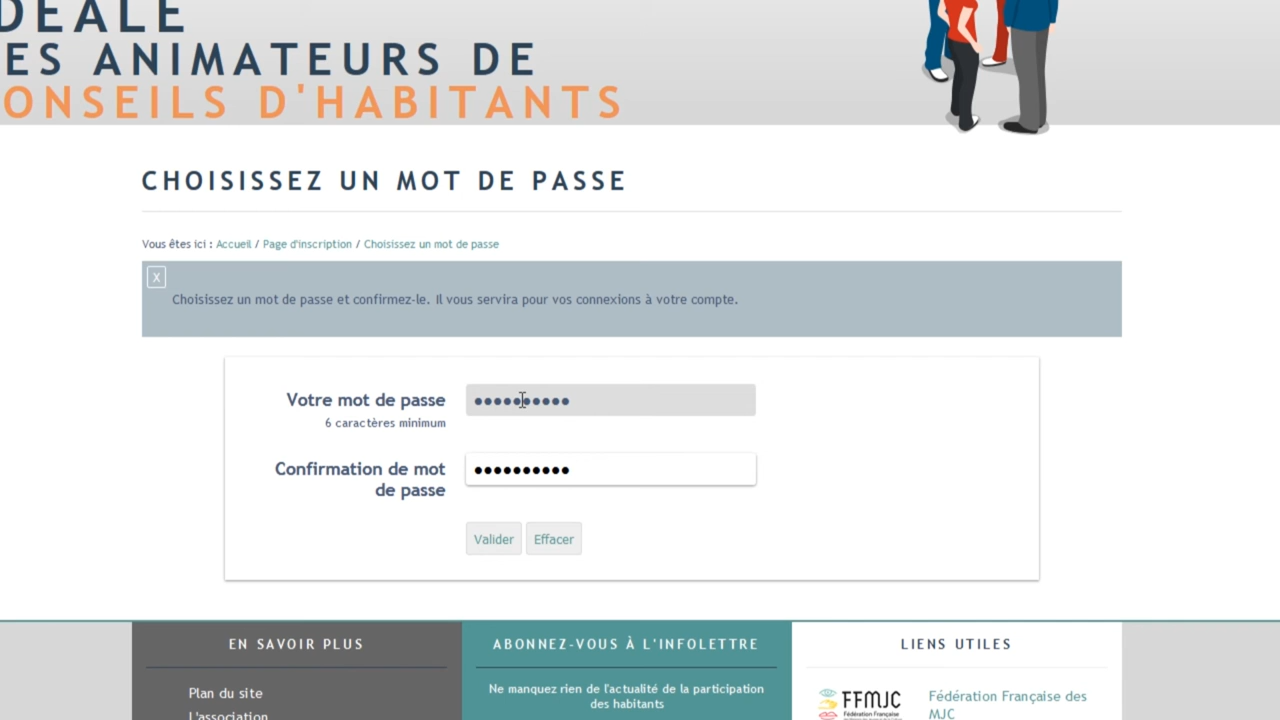 DÉALE
ES ANIMATEURS DE
ONSEILS D'HABITANTS
CHOISISSEZ UN MOT DE PASSE
Vous êtes ici : Accueil / Page d'inscription / Choisissez un mot de passe
X
Choisissez un mot de passe et confirmez-le. Il vous servira pour vos connexions à votre compte.
Votre mot de passe
6 caractères minimum
Confirmation de mot
de passe
Valider Effacer
EN SAVOIR PLUS
Plan du site
L'association
ABONNEZ-VOUS À L'INFOLETTRE
Ne manquez rien de l'actualité de la participation
des habitants
LIENS UTILES
FFMJC
Fédération Française
Fédération Française des
MJC